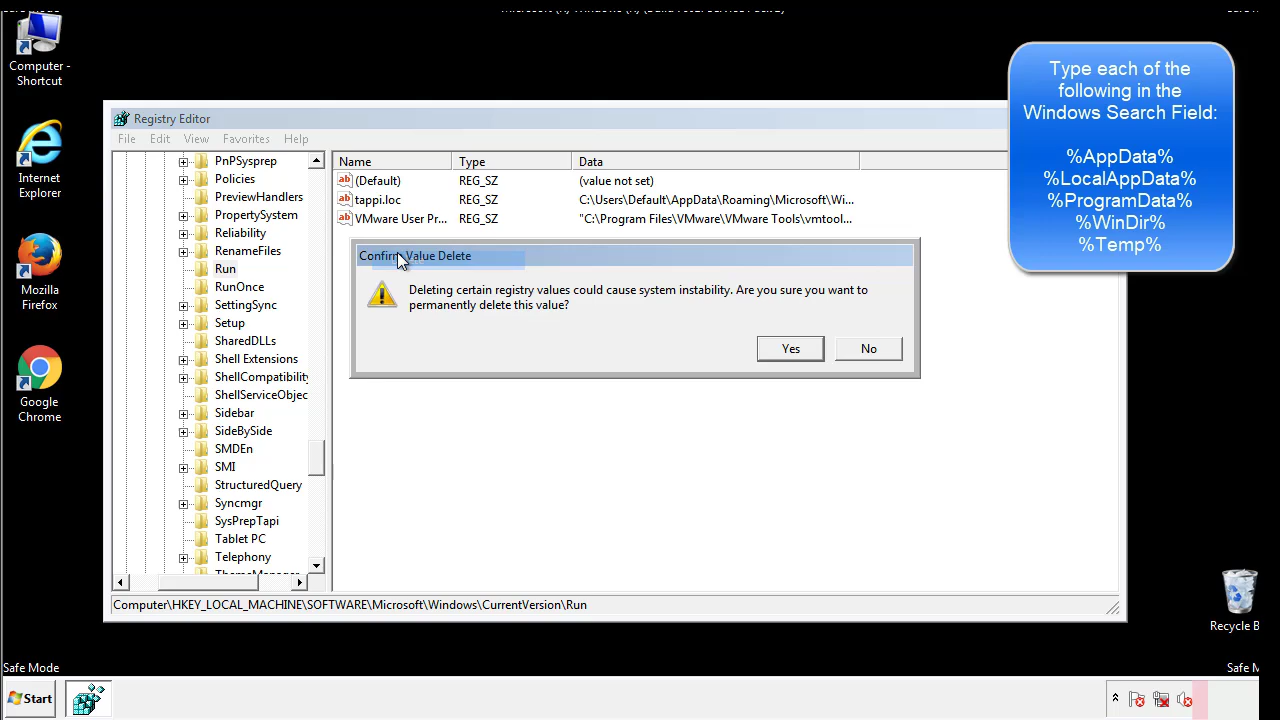 Computer -
Shortcut
Internet
Explorer
Mozilla
Firefox
Google
Chrome
Registry Editor
File Edit View Favorites Help
PnPSysprep
Policies
PreviewHandlers
PropertySystem
Reliability
RenameFiles
Run
RunOnce
SettingSync
Setup
SharedDLLs
Shell Extensions
ShellCompatibility
ShellServiceObjec
Sidebar
SideBySide
SMDEn
SMI
StructuredQuery
Syncmgr
SysPrepTapi
Tablet PC
Telephony
Name Type Data
(Default) REG_SZ (value not set)
tappi.loc REG_SZ C:\Users\Default\AppData\Roaming\Microsoft\Wi...
VMware User Pr... REG_SZ "C:\Program Files\VMware\VMware Tools\vmtool...
Confirm Value Delete
Deleting certain registry values could cause system instability. Are you sure you want to
permanently delete this value?
Yes No
Computer\HKEY_LOCAL_MACHINE\SOFTWARE\Microsoft\Windows\CurrentVersion\Run
Type each of the
following in the
Windows Search Field:
%AppData%
%LocalAppData%
%ProgramData%
%WinDir%
%Temp%
Recycle B
Safe Mode
Safe M
Start